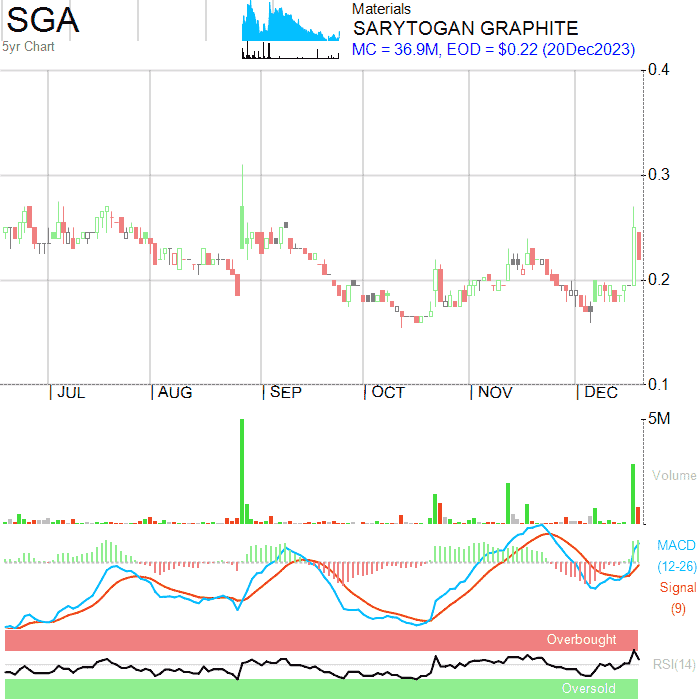 SGA
5yr Chart
Materials
SARYTOGAN GRAPHITE
MC = 36.9M, EOD = $0.22 (20Dec2023)
0.4
0.3
0.2
0.1
JUL
AUG
SEP
OCT
NOV
DEC
5M
Volume
MACD
(12-26)
Signal
(9)
Overbought
RSI(14)
Oversold